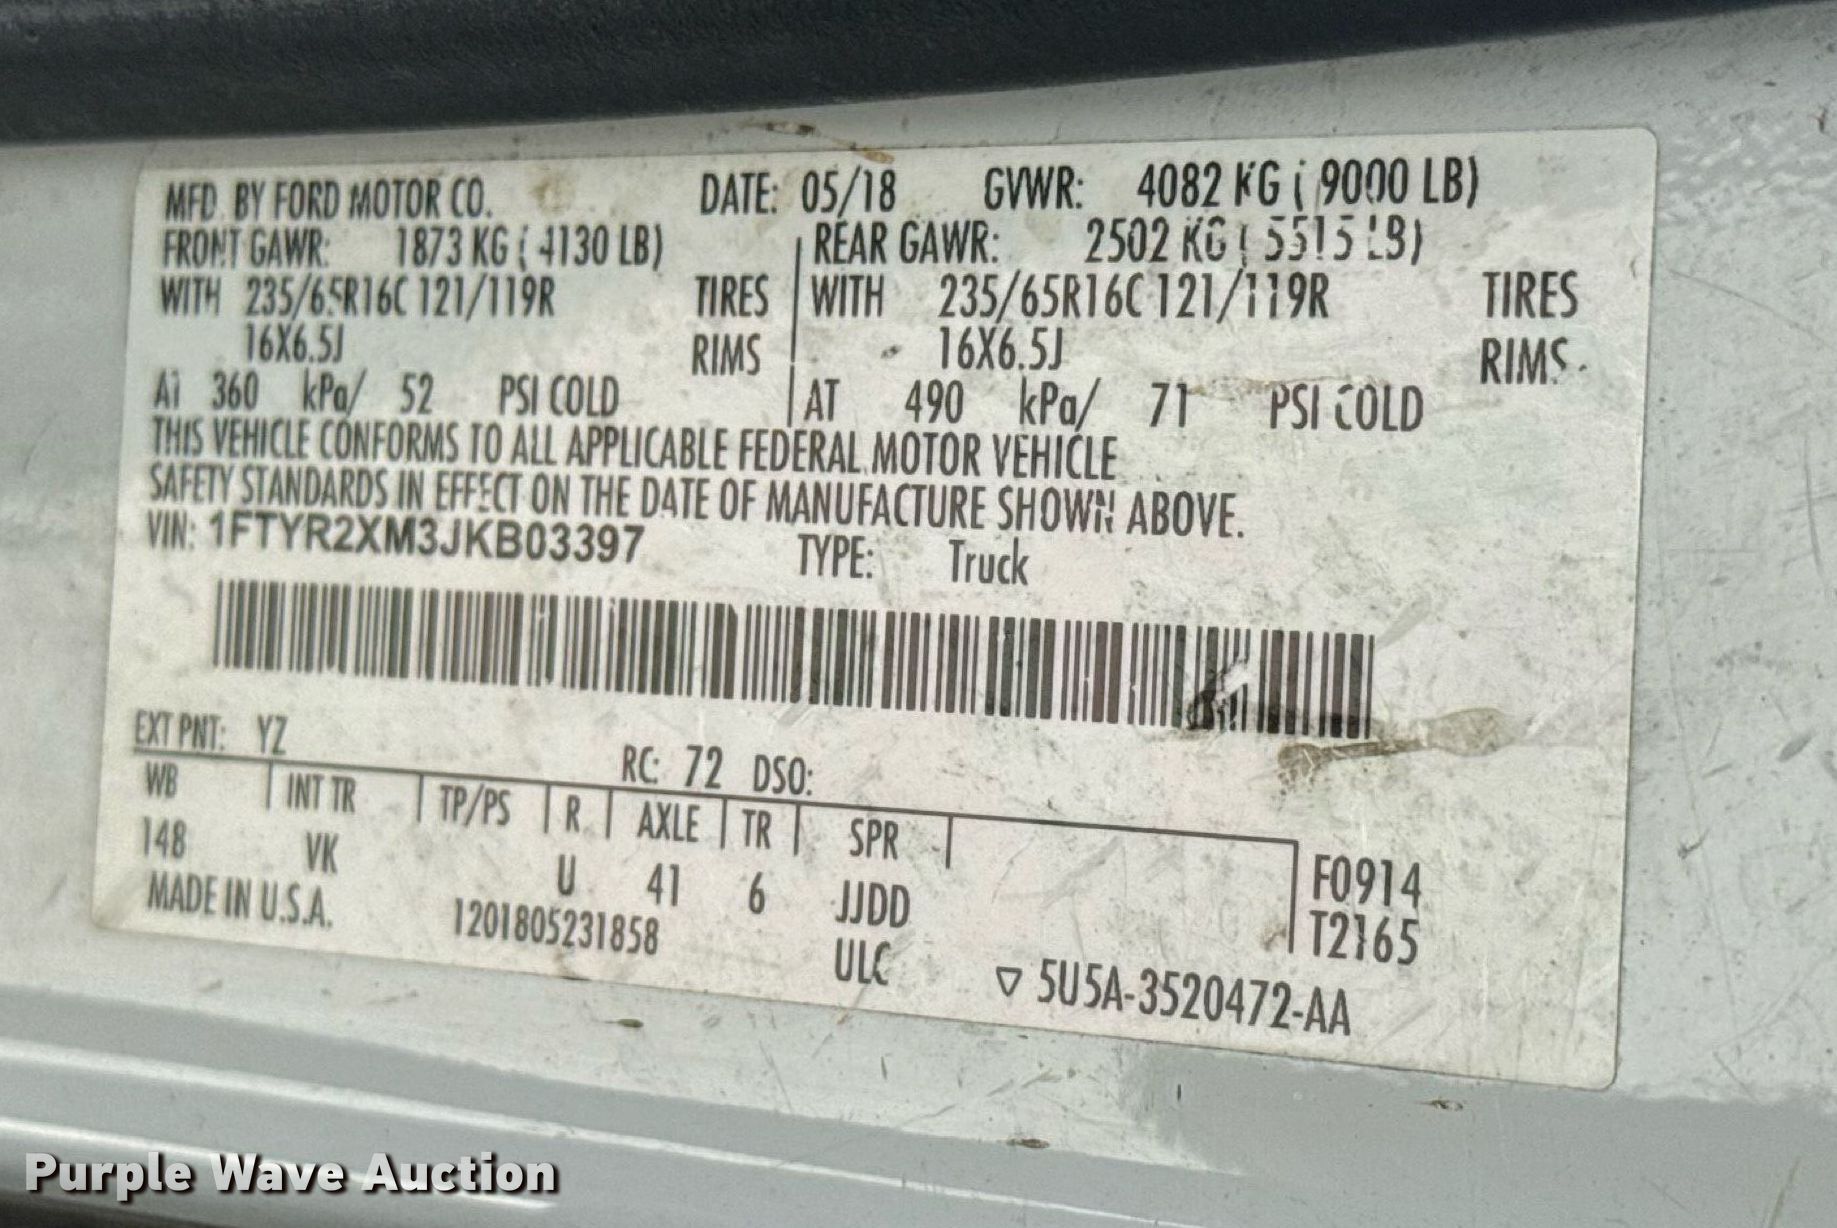 MFD. BY FORD MOTOR CO. DATE: 05/18 GVWR: 4082 KG ( 9000 LB)
FRONT GAWR: 1873 KG ( 4130 LB) REAR GAWR: 2502 KG ( 5515 LB)
WITH 235/65R16C 121/119R TIRES WITH 235/65R16C 121/119R TIRES
16X6.5J RIMS 16X6.5J RIMS
AT 360 kPa/ 52 PSI COLD AT 490 kPa/ 71 PSI COLD
THIS VEHICLE CONFORMS TO ALL APPLICABLE FEDERAL MOTOR VEHICLE
SAFETY STANDARDS IN EFFECT ON THE DATE OF MANUFACTURE SHOWN ABOVE.
VIN: 1FTYR2XM3JKB03397 TYPE: Truck
EXT PNT: YZ RC: 72 DSO:
WB INT TR TP/PS R AXLE TR SPR
148 VK U 41 6 JJDD F0914
MADE IN U.S.A. 1201805231858 ULC T2165
▽ 5U5A-3520472-AA
Purple Wave Auction